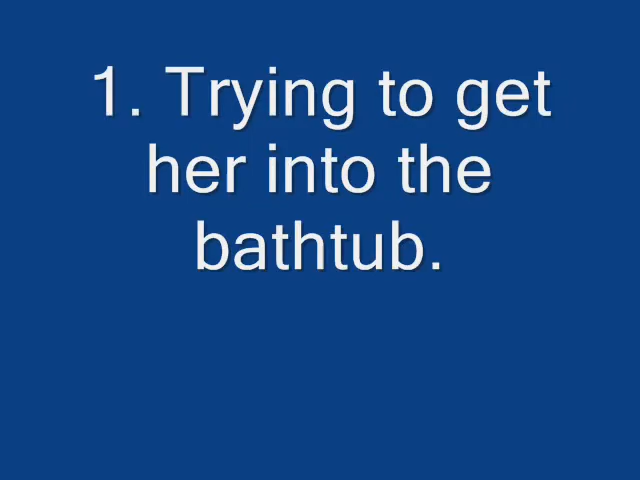 1. Trying to get
her into the
bathtub.